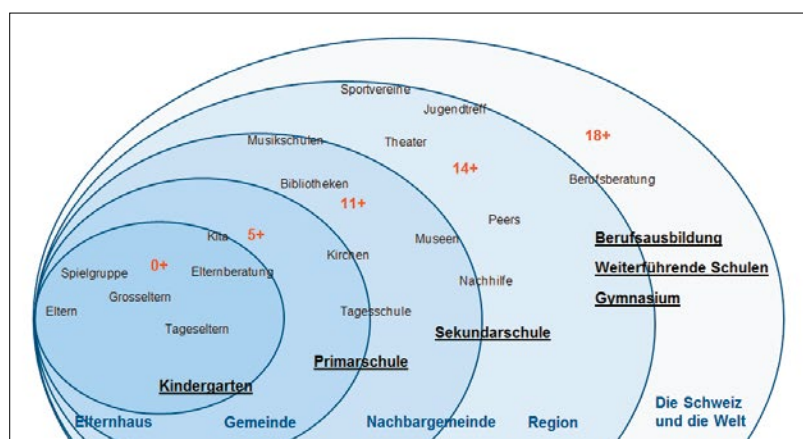 Sportvereine
Jugendtreff
18+
Musikschulen
Theater
14+
Bibliotheken
Berufsberatung
11+
Peers
Kita
5+
Museen
Berufsausbildung
Kirchen
0+
Spielgruppe
Elternberatung
Weiterführende Schulen
Nachhilfe
Grosseltern
Gymnasium
Eltern
Tagesschule
Tageseltern
Sekundarschule
Primarschule
Kindergarten
Elternhaus
Gemeinde
Nachbargemeinde
Region
Die Schweiz
und die Welt